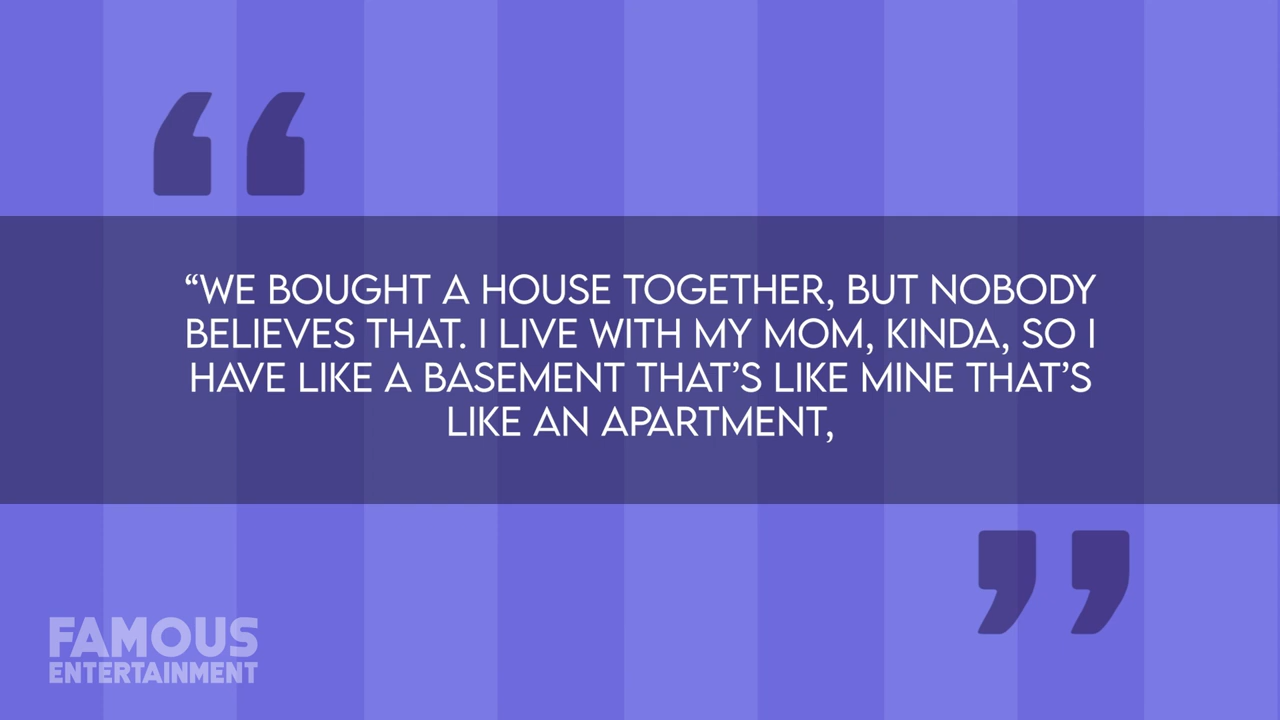 “WE BOUGHT A HOUSE TOGETHER, BUT NOBODY
BELIEVES THAT. I LIVE WITH MY MOM, KINDA, SO I
HAVE LIKE A BASEMENT THAT’S LIKE MINE THAT’S
LIKE AN APARTMENT,
FAMOUS
ENTERTAINMENT